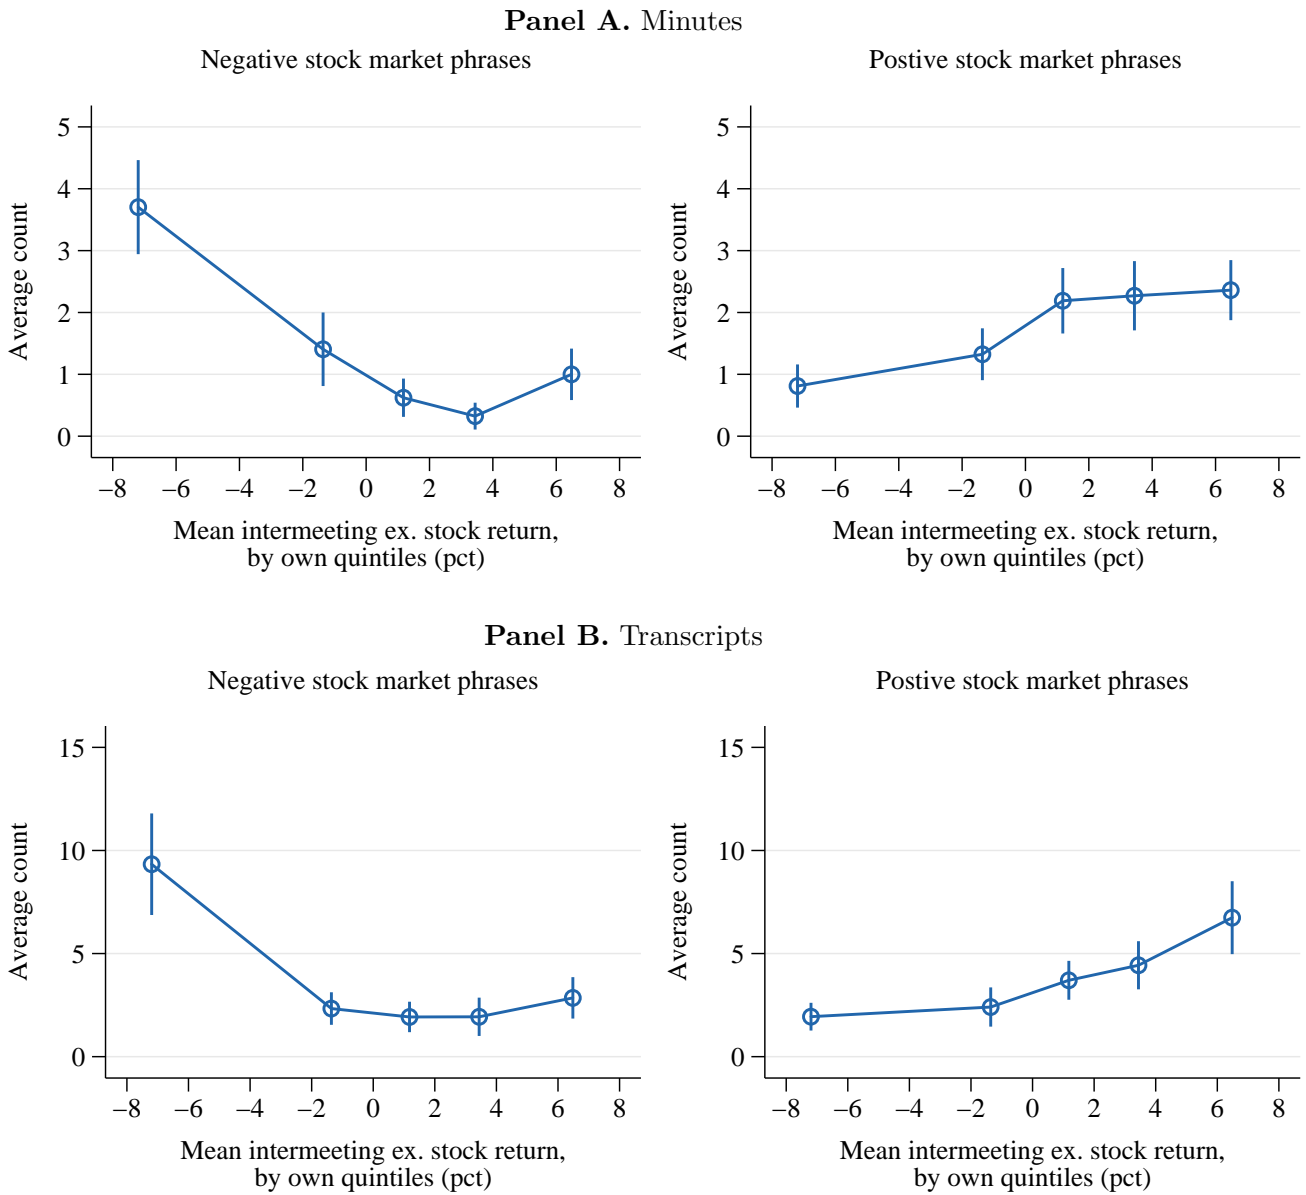 Panel A. Minutes
Negative stock market phrases
Average count
5
4
3
2
1
0
−8 −6 −4 −2 0 2 4 6 8
Mean intermeeting ex. stock return,
by own quintiles (pct)
Postive stock market phrases
Average count
5
4
3
2
1
0
−8 −6 −4 −2 0 2 4 6 8
Mean intermeeting ex. stock return,
by own quintiles (pct)
Panel B. Transcripts
Negative stock market phrases
Average count
15
10
5
0
−8 −6 −4 −2 0 2 4 6 8
Mean intermeeting ex. stock return,
by own quintiles (pct)
Postive stock market phrases
Average count
15
10
5
0
−8 −6 −4 −2 0 2 4 6 8
Mean intermeeting ex. stock return,
by own quintiles (pct)